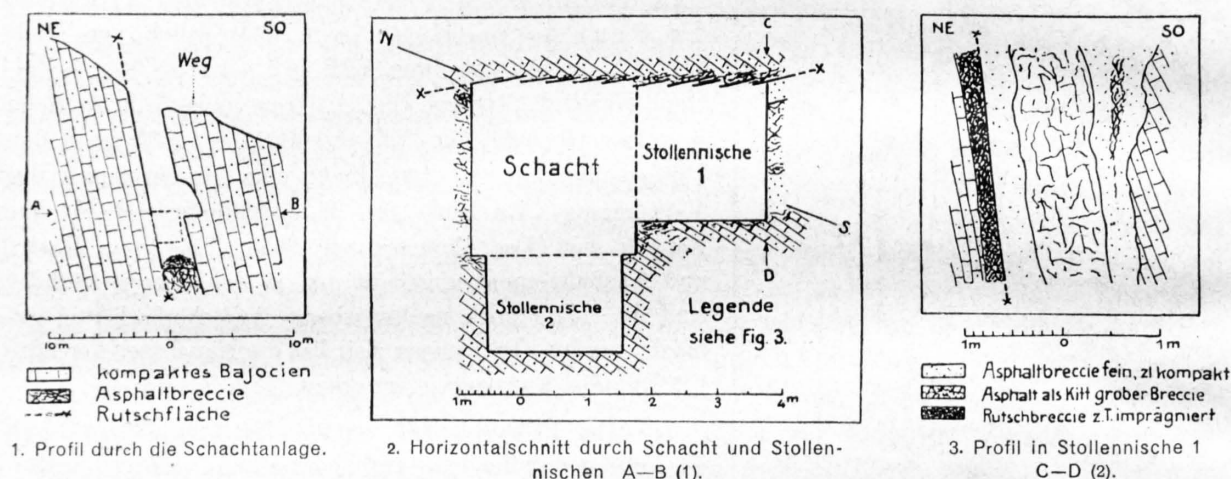 NE
SO
Weg
A
B
10m
0
10m
kompaktes Bajocien
Asphaltbreccie
Rutschfläche
1. Profil durch die Schachtanlage.
N
C
x
x
Schacht
Stollennische
1
S
D
Stollennische
2
Legende
siehe Fig. 3.
1m
0
1
2
3
4m
2. Horizontalschnitt durch Schacht und Stollen-
nischen A—B (1).
NE
SO
1m
0
1m
Asphaltbreccie fein, zl kompakt
Asphalt als Kitt grober Breccie
Rutschbreccie z.T. imprägniert
3. Profil in Stollennische 1
C—D (2).